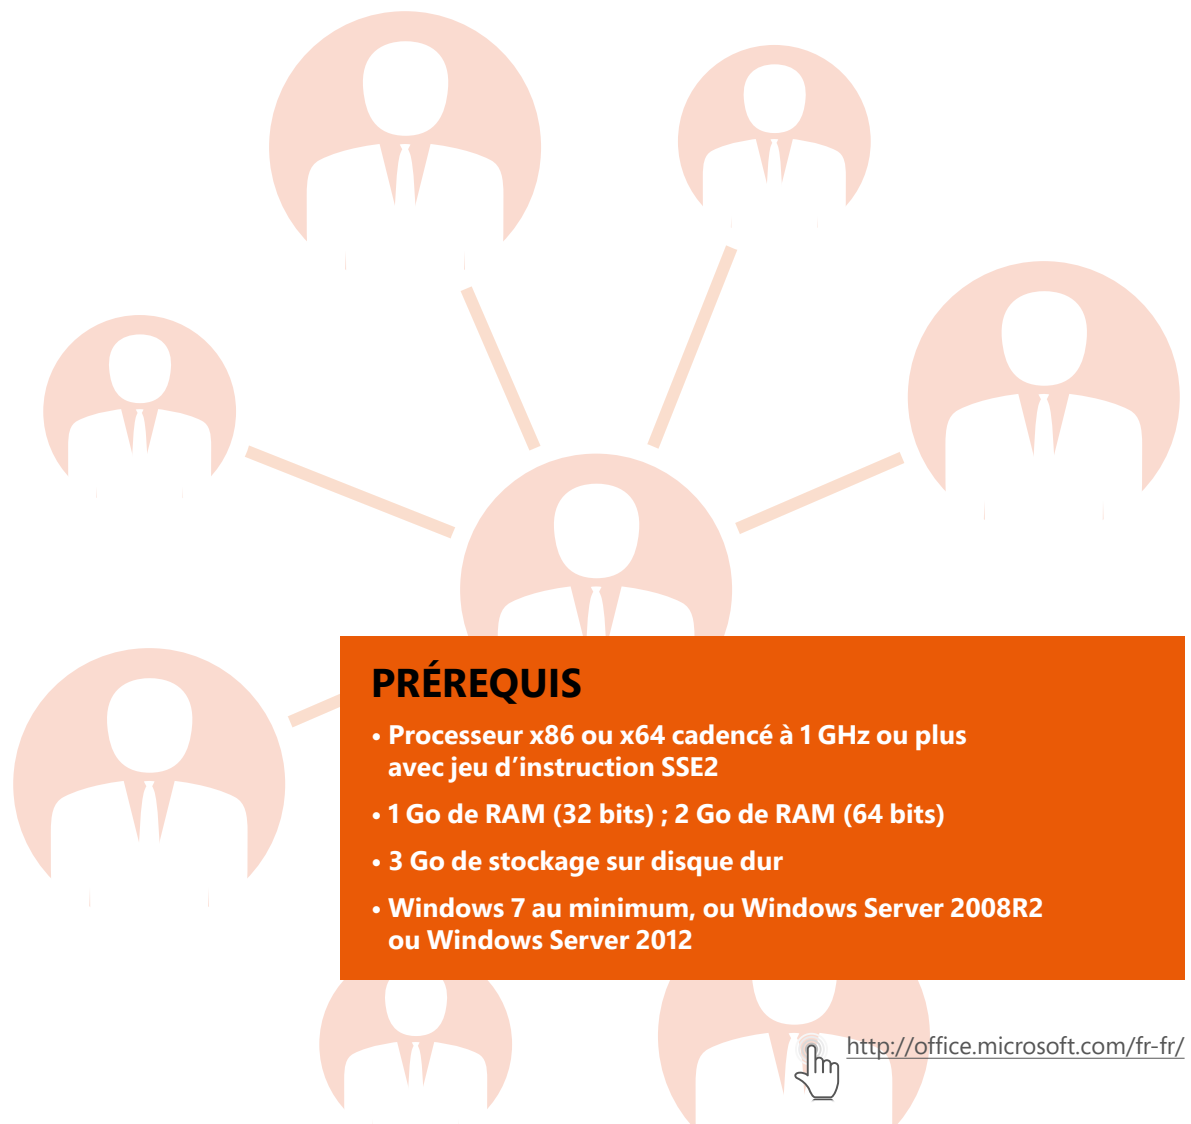 PRÉREQUIS
• Processeur x86 ou x64 cadencé à 1 GHz ou plus
avec jeu d’instruction SSE2
• 1 Go de RAM (32 bits) ; 2 Go de RAM (64 bits)
• 3 Go de stockage sur disque dur
• Windows 7 au minimum, ou Windows Server 2008R2
ou Windows Server 2012
http://office.microsoft.com/fr-fr/